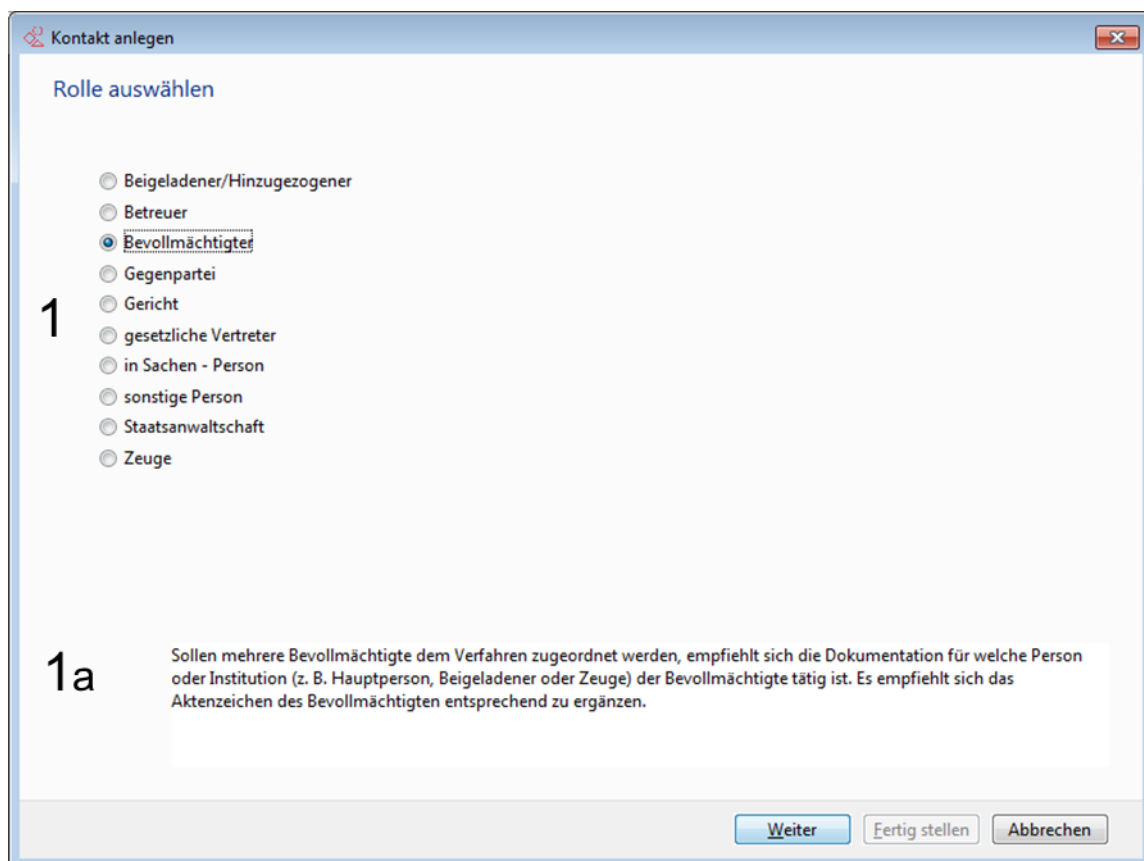 Kontakt anlegen
Rolle auswählen
Beigeladener/Hinzugezogener
Betreuer
Bevollmächtigter
Gegenpartei
1
Gericht
gesetzliche Vertreter
in Sachen - Person
sonstige Person
Staatsanwaltschaft
Zeuge
1a
Sollen mehrere Bevollmächtigte dem Verfahren zugeordnet werden, empfiehlt sich die Dokumentation für welche Person
oder Institution (z. B. Hauptperson, Beigeladener oder Zeuge) der Bevollmächtigte tätig ist. Es empfiehlt sich das
Aktenzeichen des Bevollmächtigten entsprechend zu ergänzen.
Weiter
Fertig stellen
Abbrechen